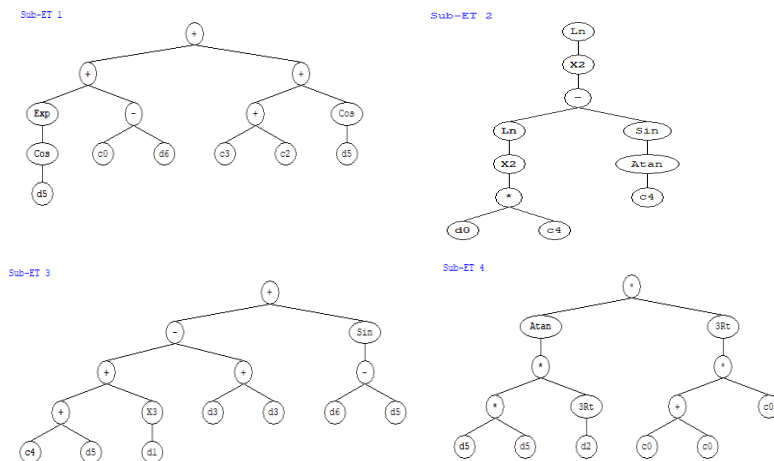 Sub-ET 1
+
+ +
Exp - + Cos
Cos c0 d6 c3 c2 d5
d5
Sub-ET 2
Ln
X2
-
Ln Sin
X2 Atan
* c4
d0 c4
Sub-ET 3
+
- Sin
+ + -
+ X3 d3 d3 d6 d5
c4 d5 d1
Sub-ET 4
*
Atan 3Rt
* *
* 3Rt + c0
d5 d5 d2 c0 c0